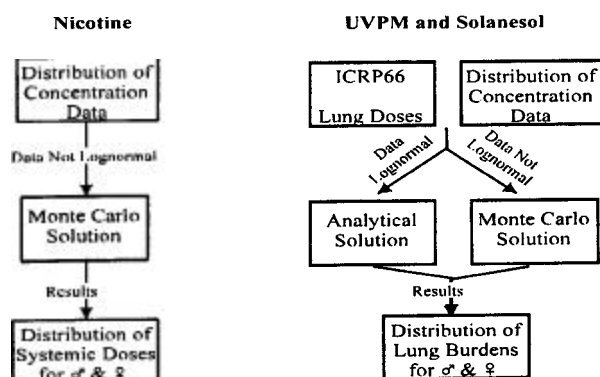 Nicotine
Distribution of
Concentration
Data
Data Not Lognormal
Monte Carlo
Solution
Results
Distribution of
Systemic Doses
for ♂ & ♀
UVPM and Solanesol
ICRP66
Lung Doses
Distribution of
Concentration
Data
Data
Lognormal
Data Not
Lognormal
Analytical
Solution
Monte Carlo
Solution
Results
Distribution of
Lung Burdens
for ♂ & ♀